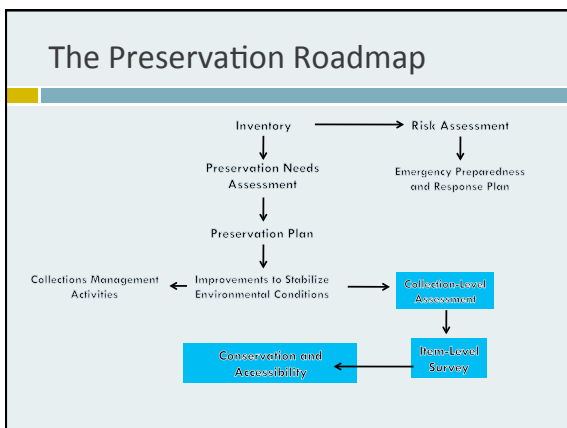 The Preservation Roadmap
Inventory
Risk Assessment
Preservation Needs
Assessment
Emergency Preparedness
and Response Plan
Preservation Plan
Collections Management
Activities
Improvements to Stabilize
Environmental Conditions
Collection-Level
Assessment
Item-Level
Survey
Conservation and
Accessibility